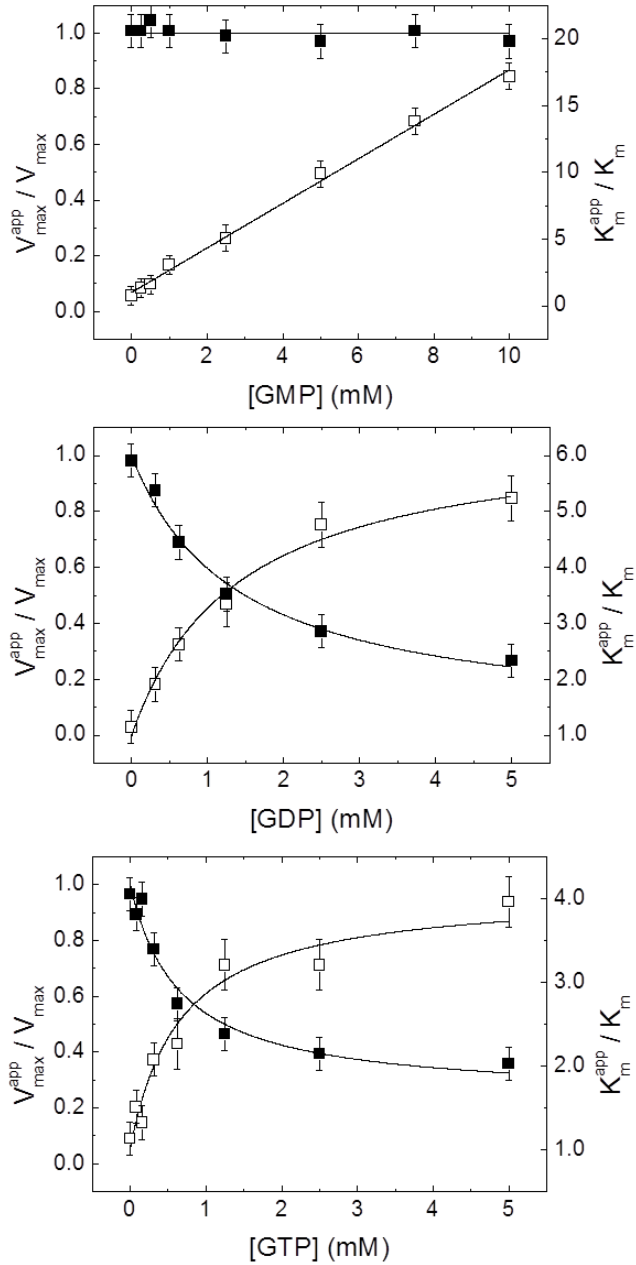 1.0
0.8
0.6
0.4
0.2
0.0
V_max^app / V_max
20
15
10
5
0
K_m^app / K_m
0 2 4 6 8 10
[GMP] (mM)
1.0
0.8
0.6
0.4
0.2
0.0
V_max^app / V_max
6.0
5.0
4.0
3.0
2.0
1.0
K_m^app / K_m
0 1 2 3 4 5
[GDP] (mM)
1.0
0.8
0.6
0.4
0.2
0.0
V_max^app / V_max
4.0
3.0
2.0
1.0
K_m^app / K_m
0 1 2 3 4 5
[GTP] (mM)